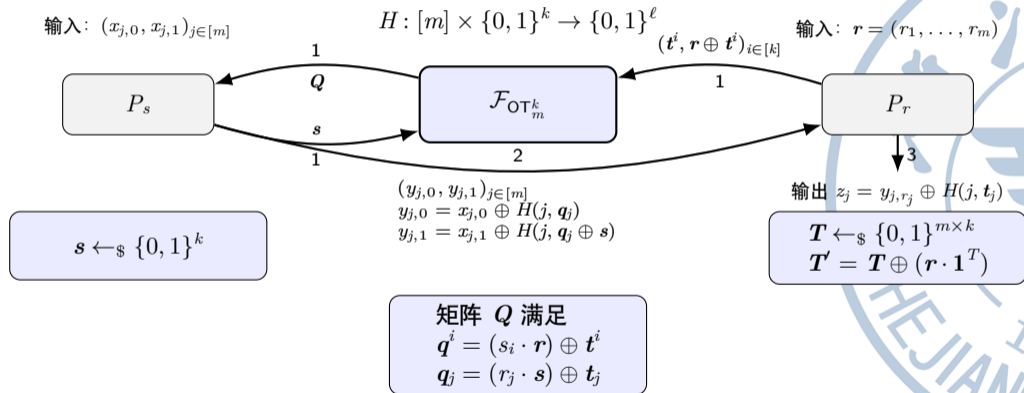 输入: (x_{j,0}, x_{j,1})_{j∈[m]}
H: [m] × {0,1}^k → {0,1}^ℓ
输入: r = (r_1, ..., r_m)
1
Q
(t^i, r ⊕ t^i)_{i∈[k]}
1
P_s
F_{OT_m^k}
P_r
s
1
2
3
(y_{j,0}, y_{j,1})_{j∈[m]}
y_{j,0} = x_{j,0} ⊕ H(j, q_j)
y_{j,1} = x_{j,1} ⊕ H(j, q_j ⊕ s)
输出 z_j = y_{j,r_j} ⊕ H(j, t_j)
s ←_$ {0,1}^k
T ←_$ {0,1}^{m×k}
T' = T ⊕ (r · 1^T)
矩阵 Q 满足
q^i = (s_i · r) ⊕ t^i
q_j = (r_j · s) ⊕ t_j
HEJIAN